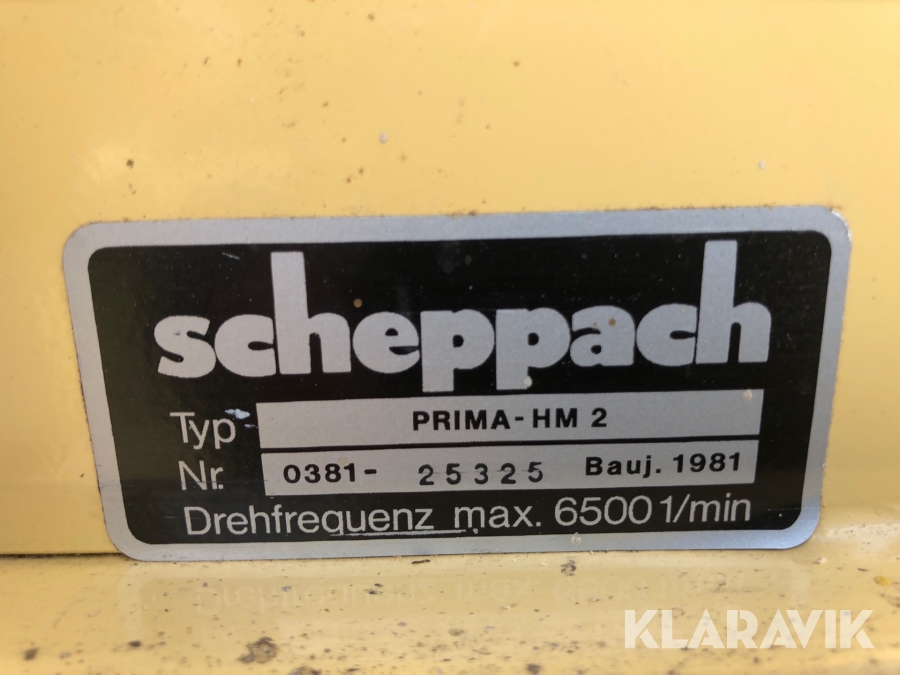 scheppach
Typ PRIMA-HM 2
Nr. 0381- 25325 Bauj. 1981
Drehfrequenz max. 6500 1/min
KLARAVIK